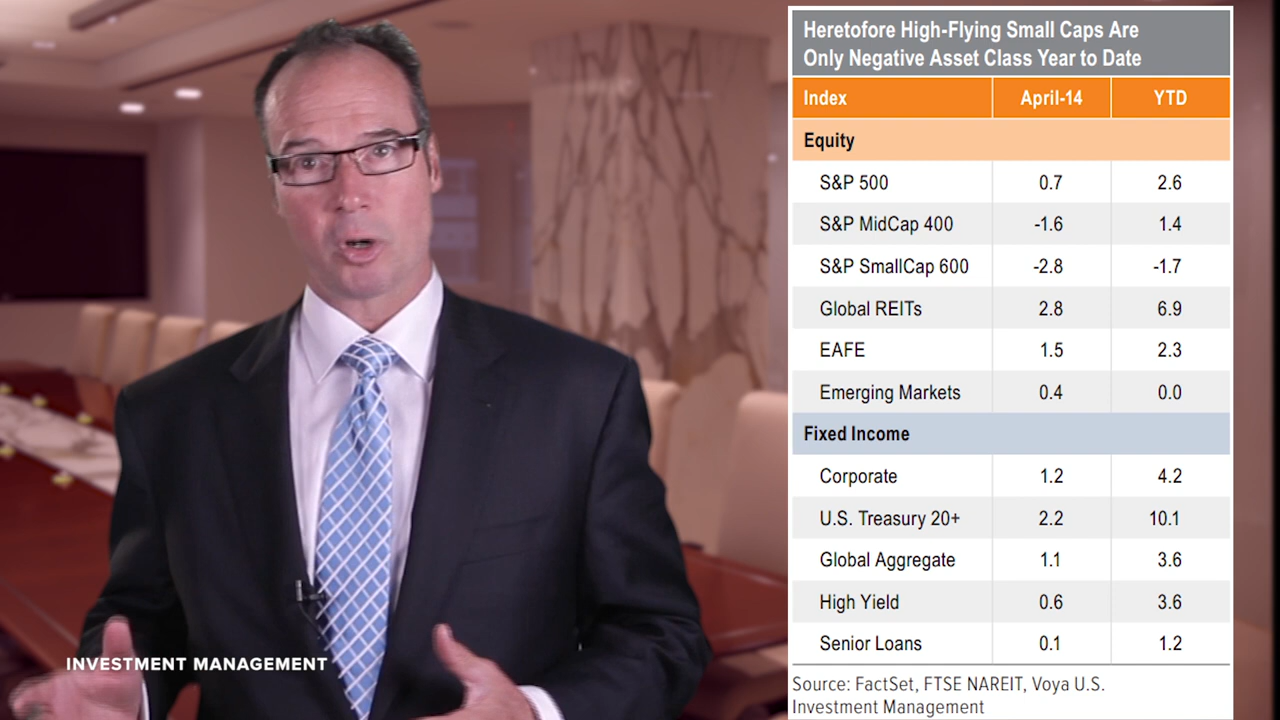 Heretofore High-Flying Small Caps Are
Only Negative Asset Class Year to Date
Index April-14 YTD
Equity
S&P 500 0.7 2.6
S&P MidCap 400 -1.6 1.4
S&P SmallCap 600 -2.8 -1.7
Global REITs 2.8 6.9
EAFE 1.5 2.3
Emerging Markets 0.4 0.0
Fixed Income
Corporate 1.2 4.2
U.S. Treasury 20+ 2.2 10.1
Global Aggregate 1.1 3.6
High Yield 0.6 3.6
Senior Loans 0.1 1.2
Source: FactSet, FTSE NAREIT, Voya U.S.
Investment Management
INVESTMENT MANAGEMENT